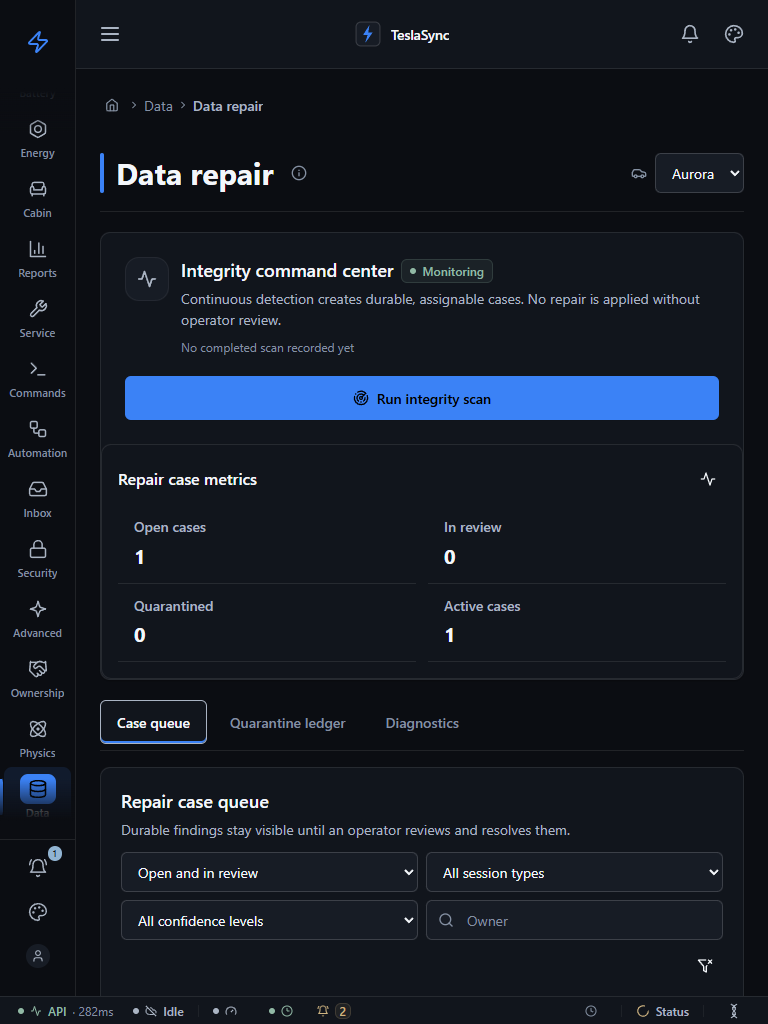 TeslaSync
Battery
Energy
Cabin
Reports
Service
Commands
Automation
Inbox
Security
Advanced
Ownership
Physics
Data
1
Data > Data repair
Data repair
Aurora
Integrity command center
Monitoring
Continuous detection creates durable, assignable cases. No repair is applied without
operator review.
No completed scan recorded yet
Run integrity scan
Repair case metrics
Open cases
1
In review
0
Quarantined
0
Active cases
1
Case queue
Quarantine ledger
Diagnostics
Repair case queue
Durable findings stay visible until an operator reviews and resolves them.
Open and in review
All session types
All confidence levels
Owner
API · 282ms
Idle
2
Status